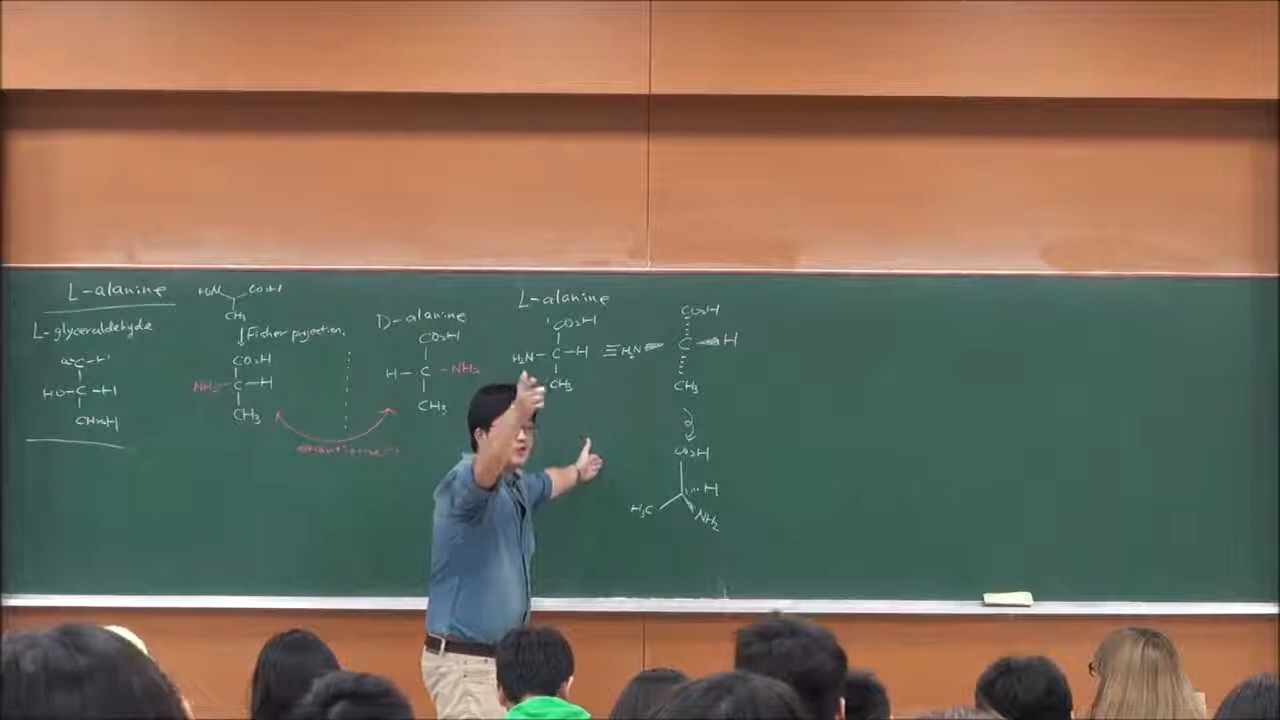 L-alanine
L-glyceraldehyde
HO-C-H
H2N CO2H
CH3
Fisher projection.
CO2H
NH2-C-H
CH3
D-alanine
CO2H
H-C-NH2
CH3
L-alanine
CO2H
H2N-C-H ≡ H2N C H
CH3
CO2H
CH3
CO2H
H
H3C NH2